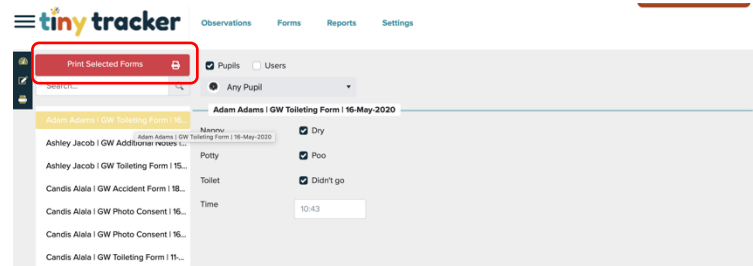 tiny tracker
Observations Forms Reports Settings
Print Selected Forms
Pupils Users
Search...
Any Pupil
Adam Adams | GW Toileting Form | 16-May-2020
Adam Adams | GW Toileting Form | 16...
Adam Adams | GW Toileting Form | 16-May-2020
Nappy Dry
Ashley Jacob | GW Additional Notes |...
Potty Poo
Ashley Jacob | GW Toileting Form | 15...
Toilet Didn't go
Candis Alala | GW Accident Form | 18...
Time 10:43
Candis Alala | GW Photo Consent | 16...
Candis Alala | GW Photo Consent | 16...
Candis Alala | GW Toileting Form | 11-...